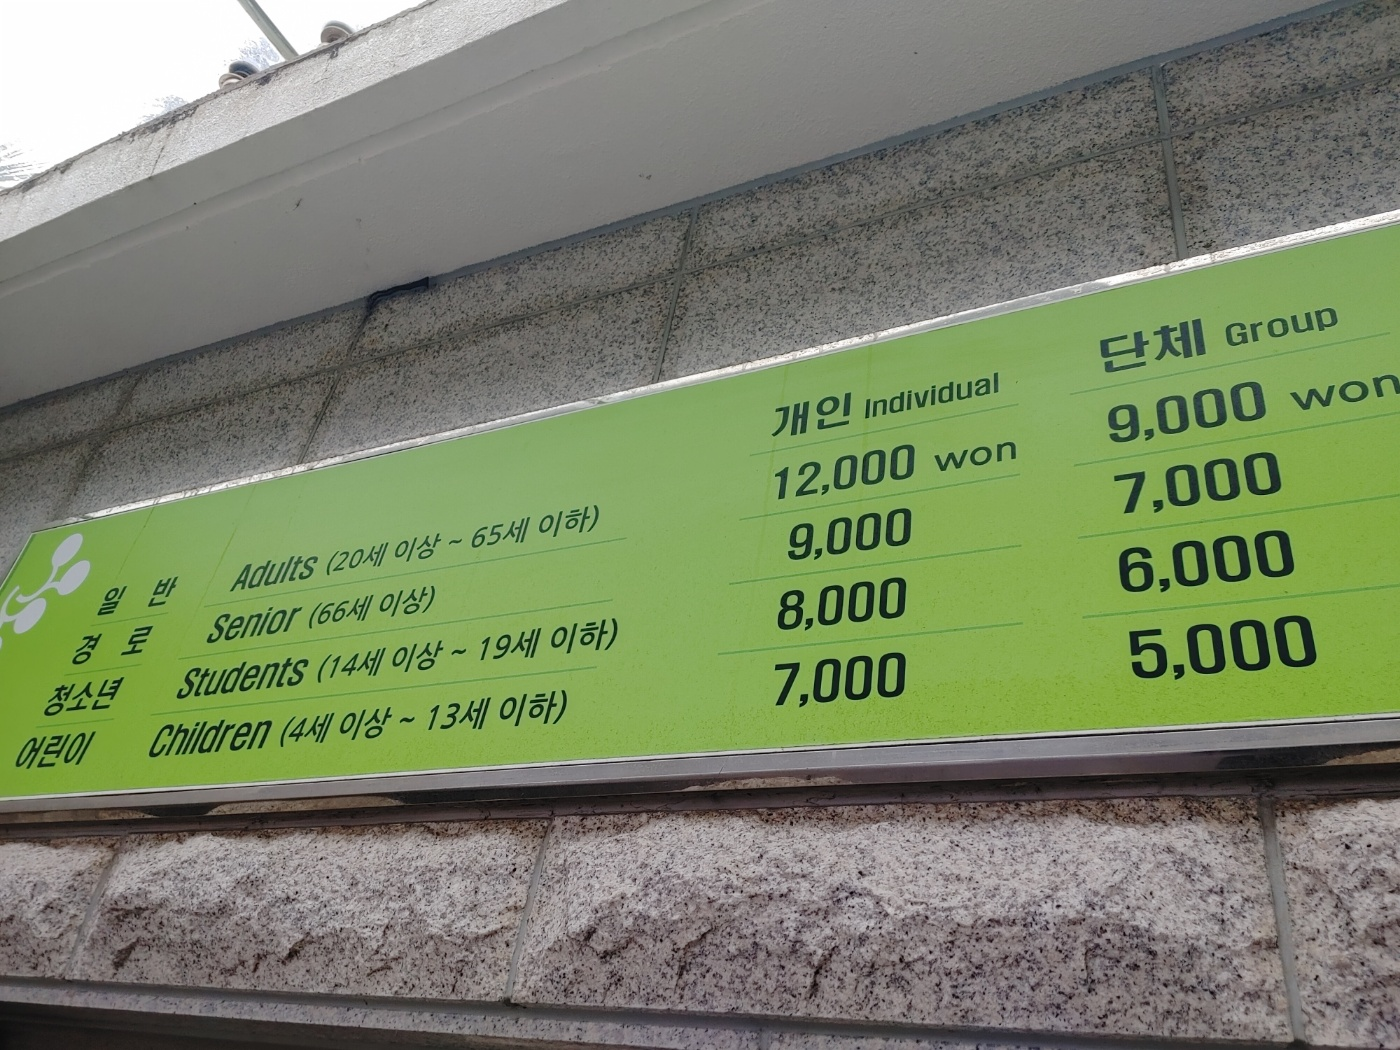 개인 Individual 단체 Group
일 반 Adults (20세 이상 ~ 65세 이하) 12,000 won 9,000 won
경 로 Senior (66세 이상) 9,000 7,000
청소년 Students (14세 이상 ~ 19세 이하) 8,000 6,000
어린이 Children (4세 이상 ~ 13세 이하) 7,000 5,000